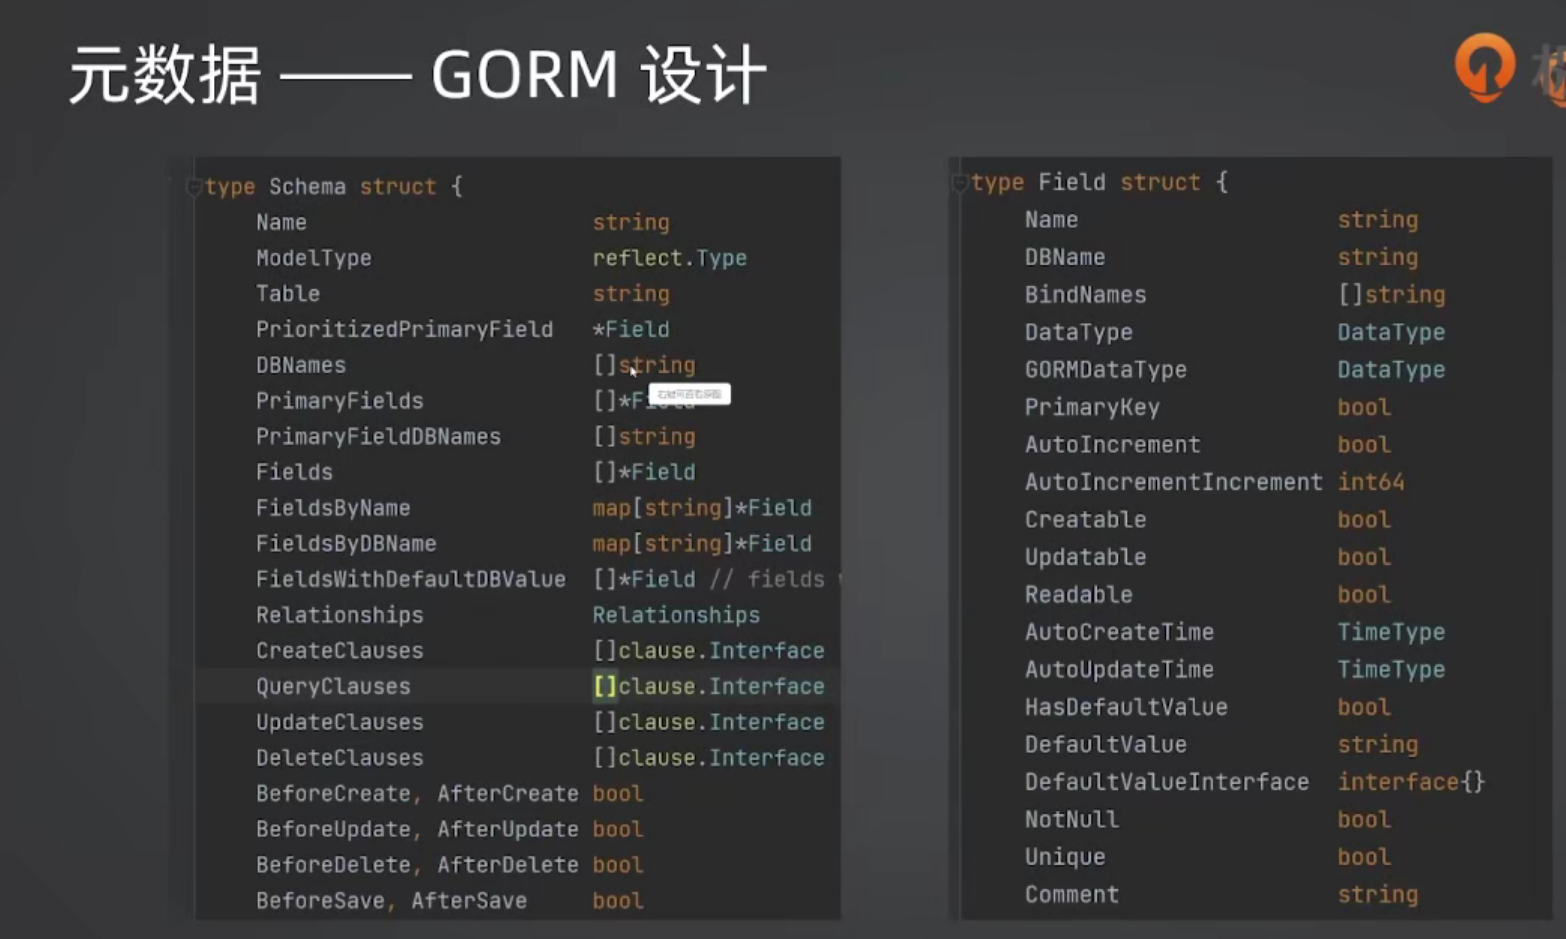 元数据 —— GORM 设计
type Schema struct {
Name string
ModelType reflect.Type
Table string
PrioritizedPrimaryField *Field
DBNames []string
PrimaryFields []*Field
PrimaryFieldDBNames []string
Fields []*Field
FieldsByName map[string]*Field
FieldsByDBName map[string]*Field
FieldsWithDefaultDBValue []*Field // fields
Relationships Relationships
CreateClauses []clause.Interface
QueryClauses []clause.Interface
UpdateClauses []clause.Interface
DeleteClauses []clause.Interface
BeforeCreate, AfterCreate bool
BeforeUpdate, AfterUpdate bool
BeforeDelete, AfterDelete bool
BeforeSave, AfterSave bool
type Field struct {
Name string
DBName string
BindNames []string
DataType DataType
GORMDataType DataType
PrimaryKey bool
AutoIncrement bool
AutoIncrementIncrement int64
Creatable bool
Updatable bool
Readable bool
AutoCreateTime TimeType
AutoUpdateTime TimeType
HasDefaultValue bool
DefaultValue string
DefaultValueInterface interface{}
NotNull bool
Unique bool
Comment string